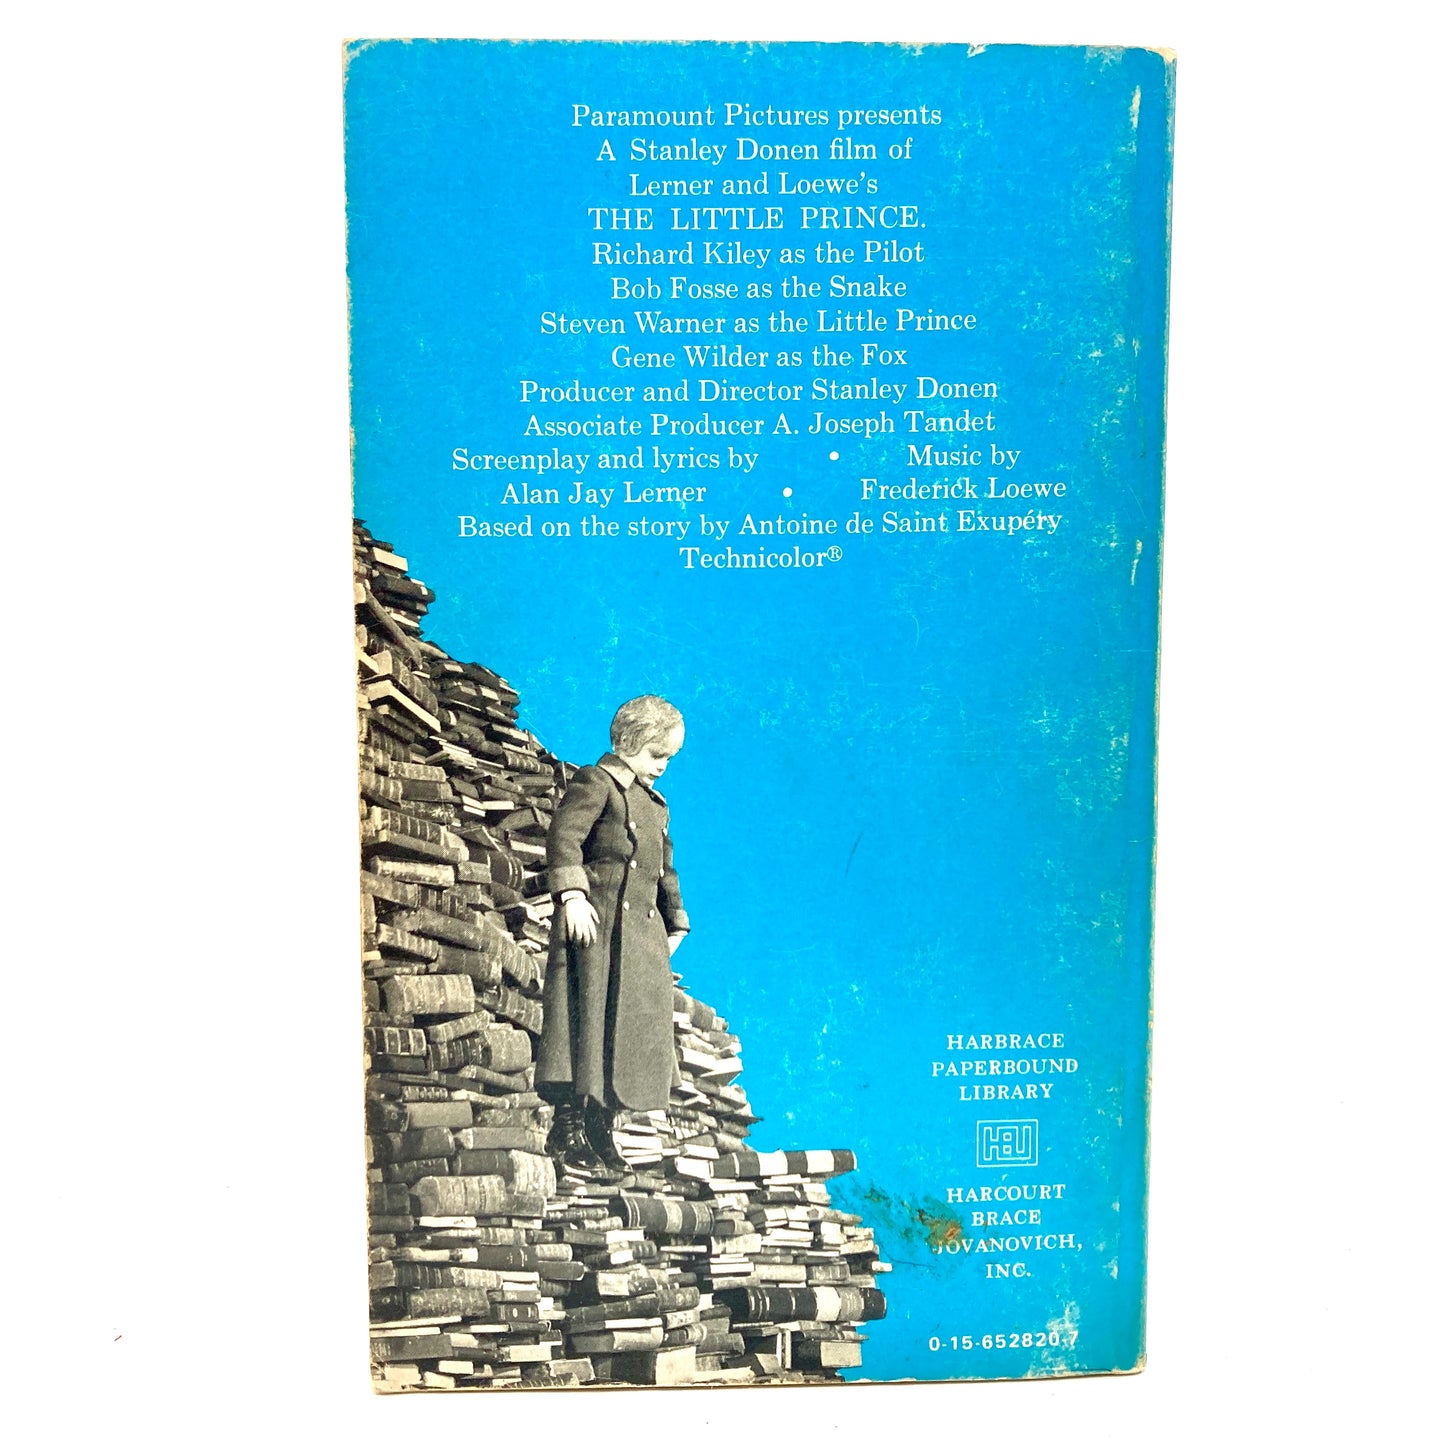 Paramount Pictures presents
A Stanley Donen film of
Lerner and Loewe's
THE LITTLE PRINCE.
Richard Kiley as the Pilot
Bob Fosse as the Snake
Steven Warner as the Little Prince
Gene Wilder as the Fox
Producer and Director Stanley Donen
Associate Producer A. Joseph Tandet
Screenplay and lyrics by • Music by
Alan Jay Lerner • Frederick Loewe
Based on the story by Antoine de Saint Exupéry
Technicolor®
HARBRACE
PAPERBOUND
LIBRARY
HBJ
HARCOURT
BRACE
JOVANOVICH,
INC.
0-15-652820-7